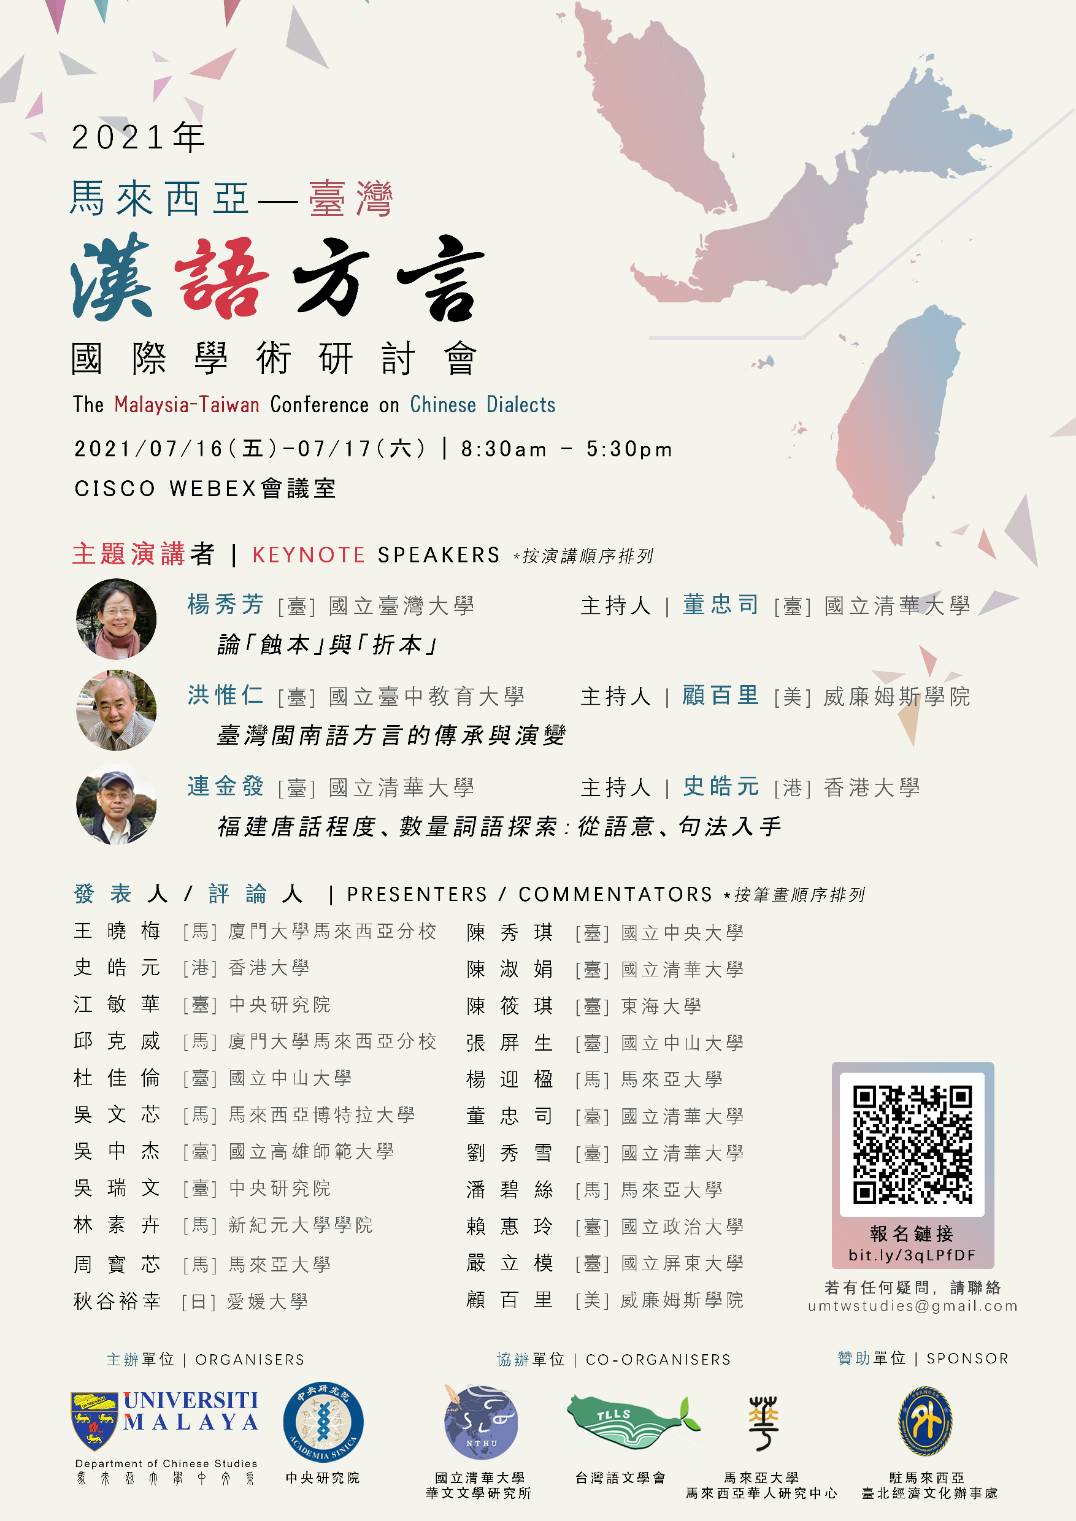 2021年
馬來西亞—臺灣
漢語方言
國際學術研討會
The Malaysia-Taiwan Conference on Chinese Dialects
2021/07/16(五)-07/17(六) | 8:30am - 5:30pm
CISCO WEBEX會議室
主題演講者 | KEYNOTE SPEAKERS *按演講順序排列
楊秀芳 [臺] 國立臺灣大學 主持人 | 董忠司 [臺] 國立清華大學
論「蝕本」與「折本」
洪惟仁 [臺] 國立臺中教育大學 主持人 | 顧百里 [美] 威廉姆斯學院
臺灣閩南語方言的傳承與演變
連金發 [臺] 國立清華大學 主持人 | 史皓元 [港] 香港大學
福建唐話程度、數量詞語探索:從語意、句法入手
發表人 / 評論人 | PRESENTERS / COMMENTATORS *按筆畫順序排列
王曉梅 [馬] 廈門大學馬來西亞分校
史皓元 [港] 香港大學
江敏華 [臺] 中央研究院
邱克威 [馬] 廈門大學馬來西亞分校
杜佳倫 [臺] 國立中山大學
吳文芯 [馬] 馬來西亞博特拉大學
吳中杰 [臺] 國立高雄師範大學
吳瑞文 [臺] 中央研究院
林素卉 [馬] 新紀元大學學院
周寶芯 [馬] 馬來亞大學
秋谷裕幸 [日] 愛媛大學
陳秀琪 [臺] 國立中央大學
陳淑娟 [臺] 國立清華大學
陳筱琪 [臺] 東海大學
張屏生 [臺] 國立中山大學
楊迎楹 [馬] 馬來亞大學
董忠司 [臺] 國立清華大學
劉秀雪 [臺] 國立清華大學
潘碧絲 [馬] 馬來亞大學
賴惠玲 [臺] 國立政治大學
嚴立模 [臺] 國立屏東大學
顧百里 [美] 威廉姆斯學院
報名鏈接
bit.ly/3qLPfDF
若有任何疑問，請聯絡
umtwstudies@gmail.com
主辦單位 | ORGANISERS
協辦單位 | CO-ORGANISERS
贊助單位 | SPONSOR
UNIVERSITI
MALAYA
Department of Chinese Studies
馬來亞大學中文系
中央研究院
ACADEMIA SINICA
中央研究院
NTHU
國立清華大學
華文文學研究所
TLLS
台灣語文學會
馬來亞大學
馬來西亞華人研究中心
駐馬來西亞
臺北經濟文化辦事處